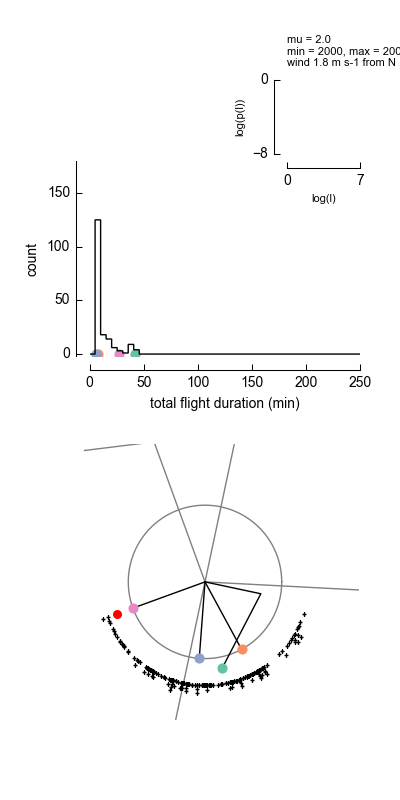 mu = 2.0
min = 2000, max = 200
wind 1.8 m s-1 from N
0
log(p(l))
−8
0 7
log(l)
150
100
50
0
count
0 50 100 150 200 250
total flight duration (min)